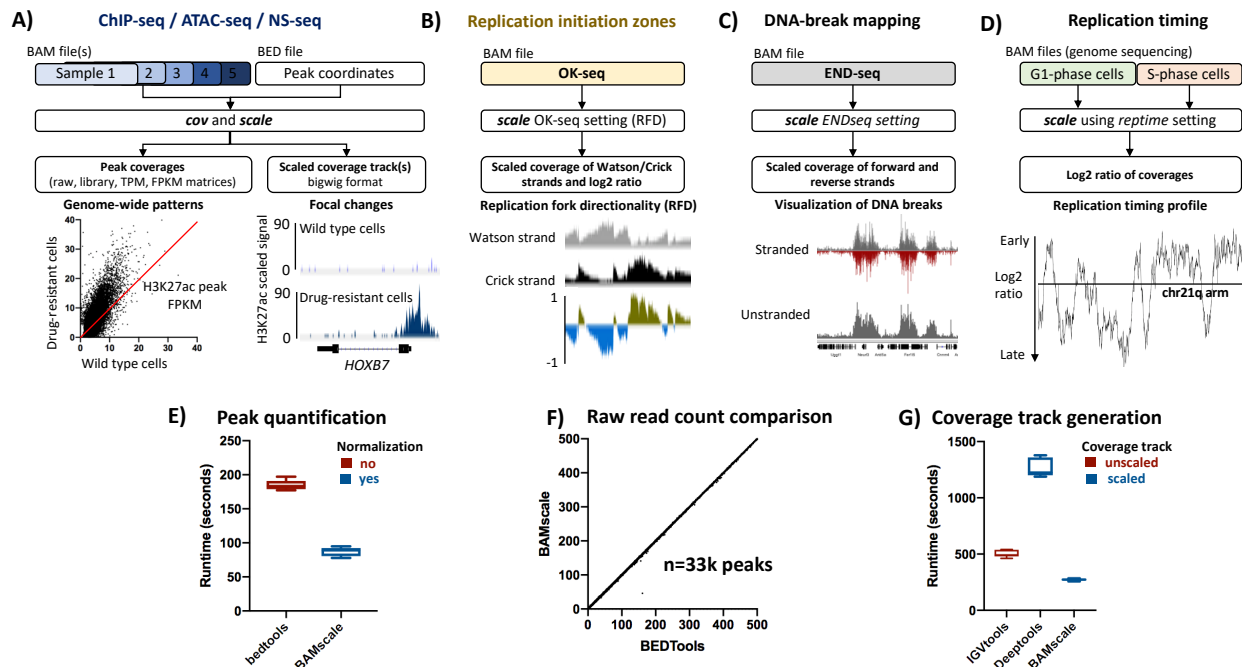 A)
ChIP-seq / ATAC-seq / NS-seq
BAM file(s)
BED file
Sample 1
2
3
4
5
Peak coordinates
cov and scale
Peak coverages
(raw, library, TPM, FPKM matrices)
Scaled coverage track(s)
bigwig format
Genome-wide patterns
Drug-resistant cells
40
30
20
10
0
0
10
20
30
40
H3K27ac peak
FPKM
Wild type cells
Focal changes
H3K27ac scaled signal
90
Wild type cells
0
90
Drug-resistant cells
0
HOXB7
B)
Replication initiation zones
BAM file
OK-seq
scale OK-seq setting (RFD)
Scaled coverage of Watson/Crick
strands and log2 ratio
Replication fork directionality (RFD)
Watson strand
Crick strand
1
-1
C)
DNA-break mapping
BAM file
END-seq
scale ENDseq setting
Scaled coverage of forward and
reverse strands
Visualization of DNA breaks
Stranded
Unstranded
D)
Replication timing
BAM files (genome sequencing)
G1-phase cells
S-phase cells
scale using reptime setting
Log2 ratio of coverages
Replication timing profile
Early
Log2
ratio
chr21q arm
Late
E)
Peak quantification
Runtime (seconds)
250
200
150
100
50
0
Normalization
no
yes
bedtools
BAMscale
F)
Raw read count comparison
BAMscale
500
400
300
200
100
0
n=33k peaks
0
100
200
300
400
500
BEDTools
G)
Coverage track generation
Runtime (seconds)
1500
1000
500
0
Coverage track
unscaled
scaled
IGVtools
Deeptools
BAMscale